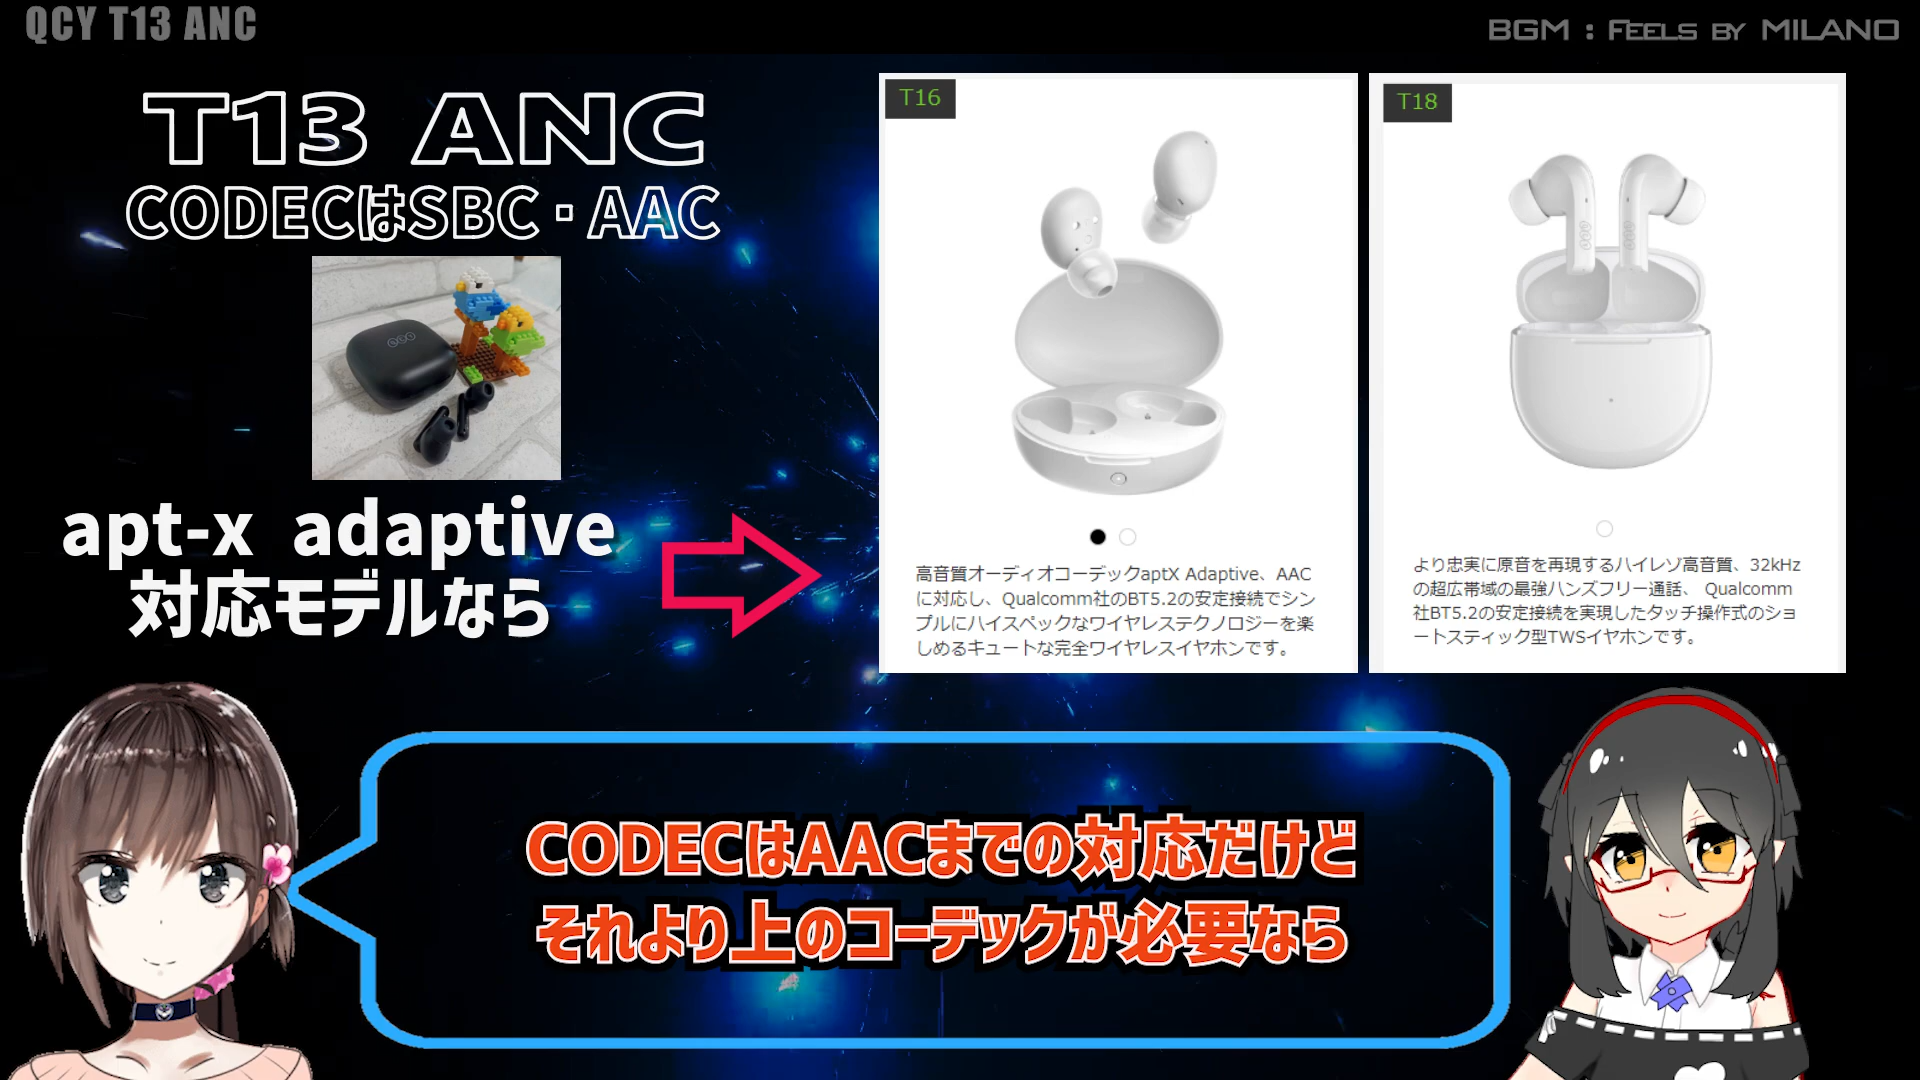 QCY T13 ANC
BGM : Feels by MILANO
T13 ANC
CODECはSBC・AAC
QCY
apt-x adaptive
対応モデルなら
T16
高音質オーディオコーデックaptX Adaptive、AAC
に対応し、Qualcomm社のBT5.2の安定接続でシン
プルにハイスペックなワイヤレステクノロジーを楽
しめるキュートな完全ワイヤレスイヤホンです。
T18
QCY
QCY
より忠実に原音を再現するハイレゾ高音質、32kHz
の超広帯域の最強ハンズフリー通話、 Qualcomm
社BT5.2の安定接続を実現したタッチ操作式のショ
ートスティック型TWSイヤホンです。
CODECはAACまでの対応だけど
それより上のコーデックが必要なら